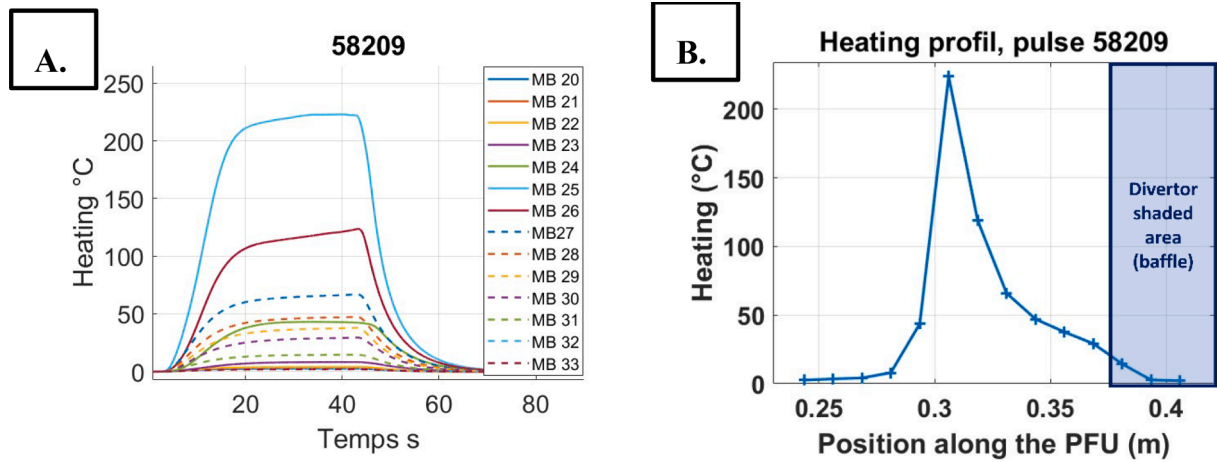 A.
58209
Heating °C
250
200
150
100
50
0
20
40
60
80
Temps s
MB 20
MB 21
MB 22
MB 23
MB 24
MB 25
MB 26
MB27
MB 28
MB 29
MB 30
MB 31
MB 32
MB 33
B.
Heating profil, pulse 58209
Heating (°C)
200
150
100
50
0
0.25
0.3
0.35
0.4
Position along the PFU (m)
Divertor
shaded
area
(baffle)